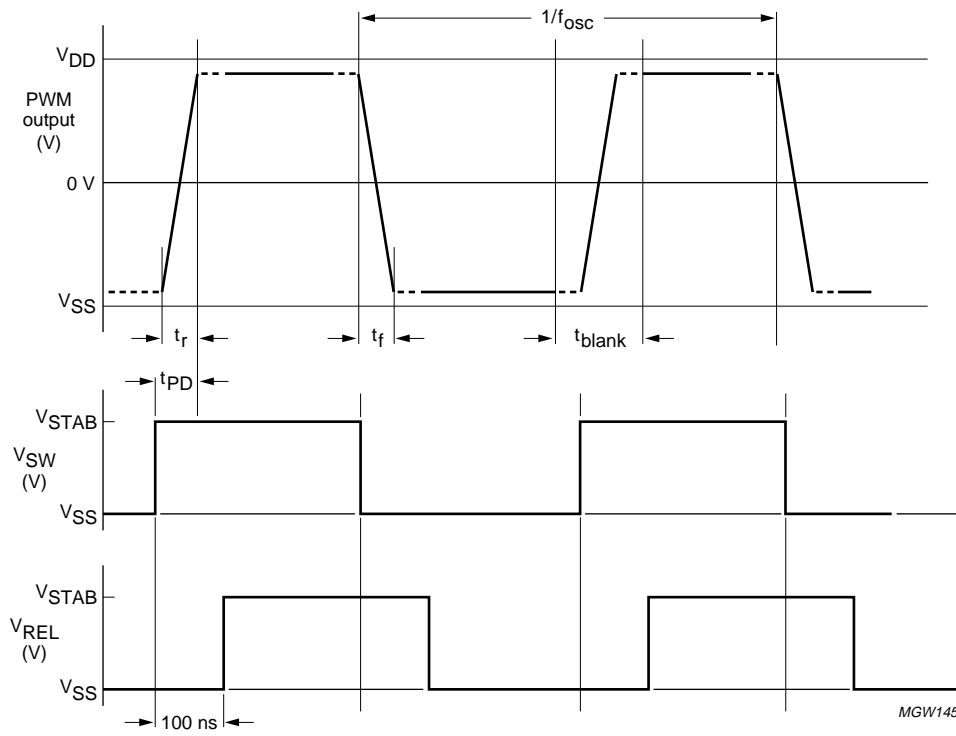 1/fosc
VDD
PWM
output
(V)
0 V
VSS
tr
tf
tblank
tPD
VSTAB
VSW
(V)
VSS
VSTAB
VREL
(V)
VSS
100 ns
MGW145